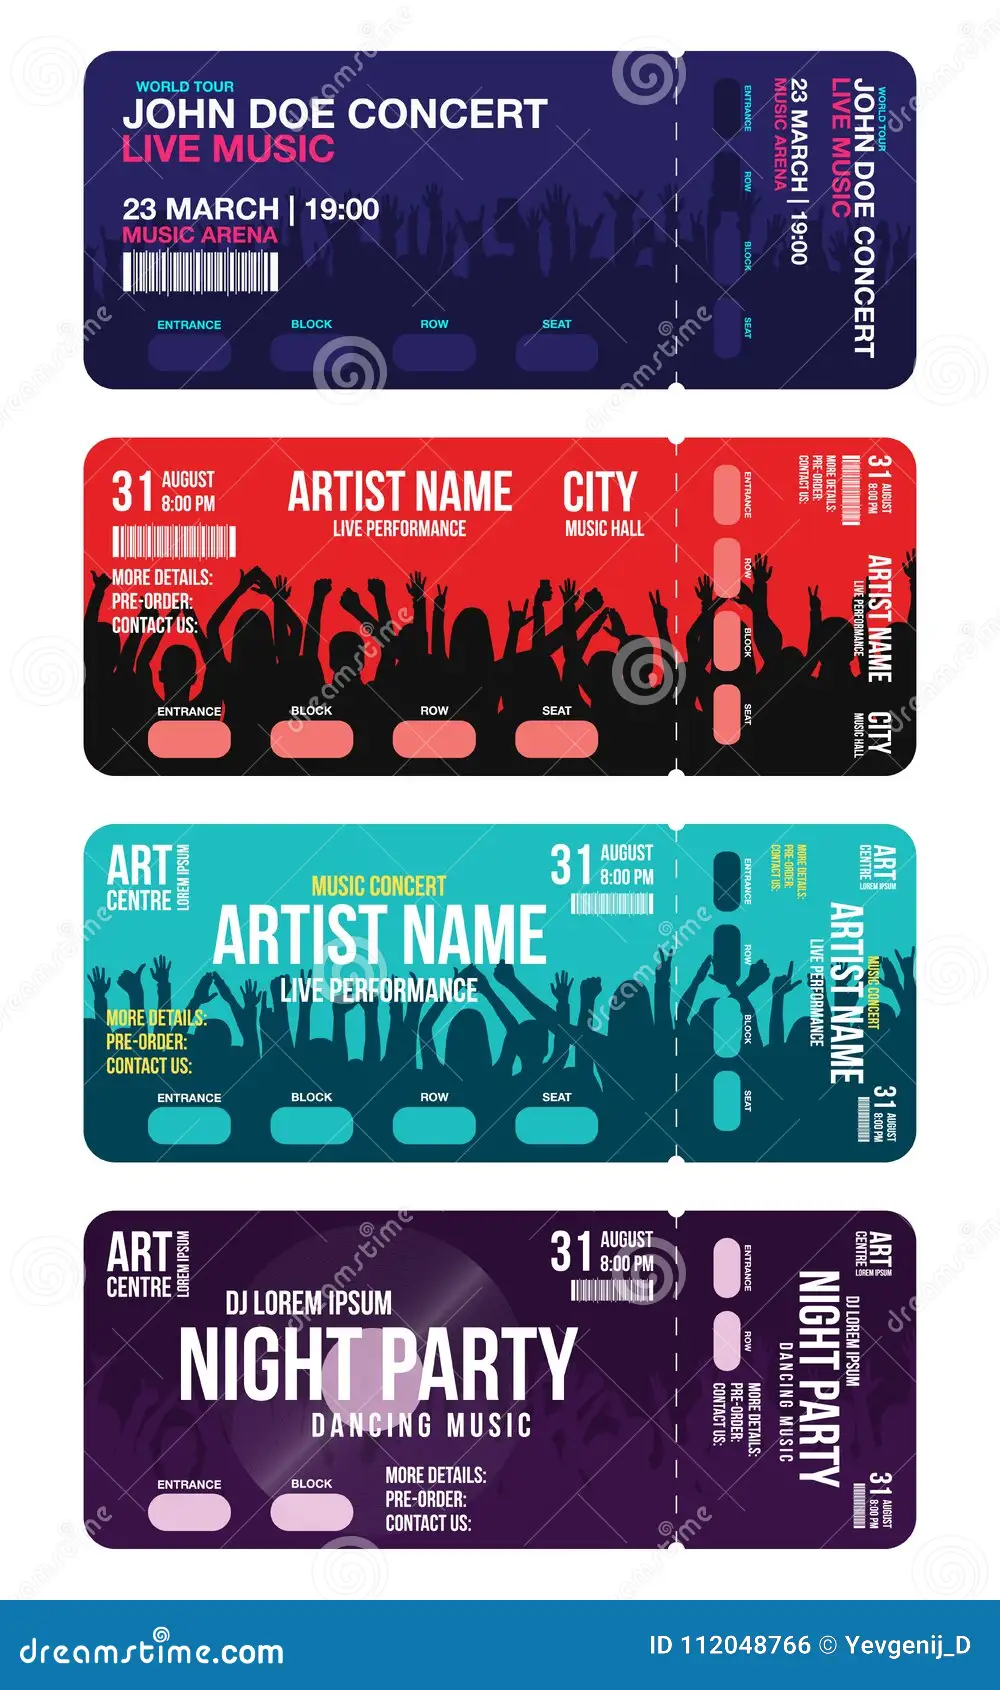 WORLD TOUR
JOHN DOE CONCERT
LIVE MUSIC
23 MARCH | 19:00
MUSIC ARENA
ENTRANCE BLOCK ROW SEAT
WORLD TOUR
JOHN DOE CONCERT
LIVE MUSIC
23 MARCH | 19:00
MUSIC ARENA
ENTRANCE
ROW
BLOCK
SEAT
31 AUGUST
8:00 PM
ARTIST NAME
LIVE PERFORMANCE
CITY
MUSIC HALL
MORE DETAILS:
PRE-ORDER:
CONTACT US:
ENTRANCE BLOCK ROW SEAT
31 AUGUST
8:00 PM
MORE DETAILS:
PRE-ORDER:
CONTACT US:
ARTIST NAME
LIVE PERFORMANCE
CITY
MUSIC HALL
ENTRANCE
ROW
BLOCK
SEAT
ART
CENTRE
LOREM IPSUM
MUSIC CONCERT
ARTIST NAME
LIVE PERFORMANCE
31 AUGUST
8:00 PM
MORE DETAILS:
PRE-ORDER:
CONTACT US:
ENTRANCE BLOCK ROW SEAT
ART
CENTRE
LOREM IPSUM
MORE DETAILS:
PRE-ORDER:
CONTACT US:
MUSIC CONCERT
ARTIST NAME
LIVE PERFORMANCE
31 AUGUST
8:00 PM
ENTRANCE
ROW
BLOCK
SEAT
ART
CENTRE
LOREM IPSUM
DJ LOREM IPSUM
NIGHT PARTY
DANCING MUSIC
31 AUGUST
8:00 PM
ENTRANCE BLOCK
MORE DETAILS:
PRE-ORDER:
CONTACT US:
ART
CENTRE
LOREM IPSUM
DJ LOREM IPSUM
NIGHT PARTY
DANCING MUSIC
ENTRANCE
ROW
MORE DETAILS:
PRE-ORDER:
CONTACT US:
31 AUGUST
8:00 PM
dreamstime.com
ID 112048766 © Yevgenij_D